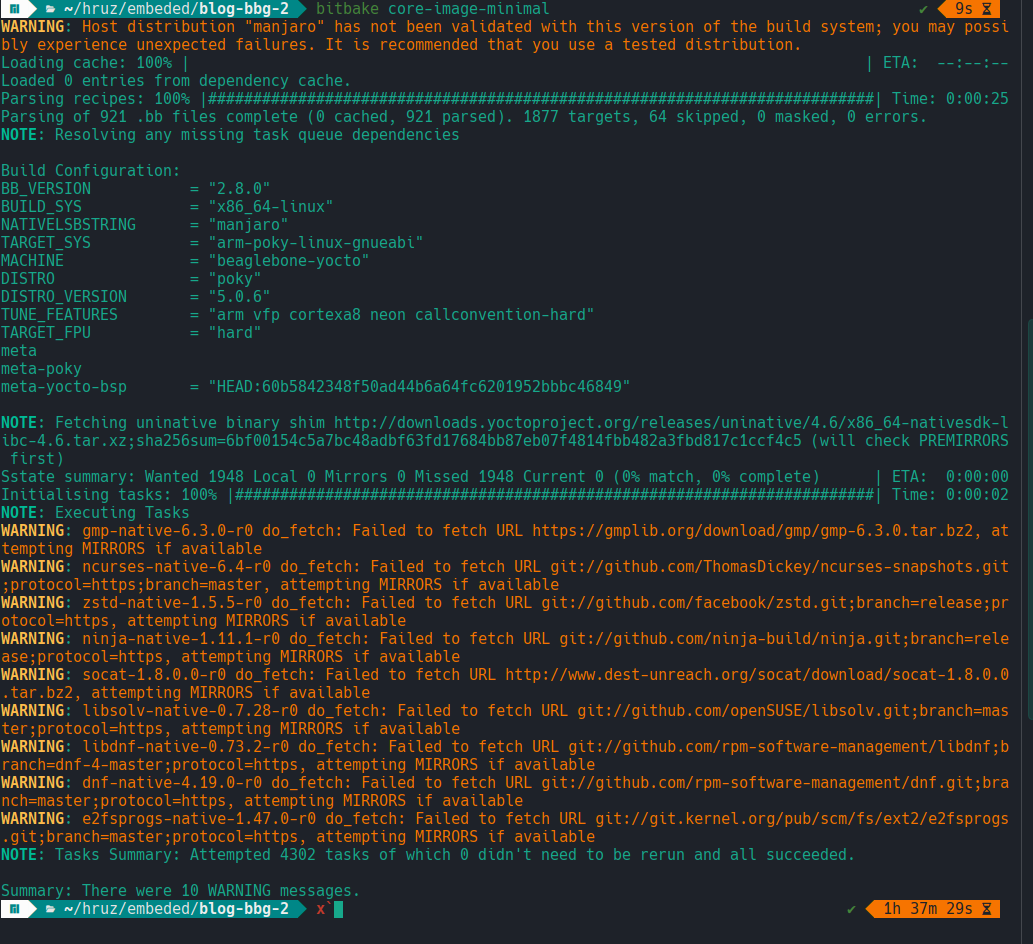 ~/hruz/embeded/blog-bbg-2 bitbake core-image-minimal ✔ 9s
WARNING: Host distribution "manjaro" has not been validated with this version of the build system; you may possi
bly experience unexpected failures. It is recommended that you use a tested distribution.
Loading cache: 100% | | ETA:  --:--:--
Loaded 0 entries from dependency cache.
Parsing recipes: 100% |##########################################################################| Time: 0:00:25
Parsing of 921 .bb files complete (0 cached, 921 parsed). 1877 targets, 64 skipped, 0 masked, 0 errors.
NOTE: Resolving any missing task queue dependencies
Build Configuration:
BB_VERSION           = "2.8.0"
BUILD_SYS            = "x86_64-linux"
NATIVELSBSTRING      = "manjaro"
TARGET_SYS           = "arm-poky-linux-gnueabi"
MACHINE              = "beaglebone-yocto"
DISTRO               = "poky"
DISTRO_VERSION       = "5.0.6"
TUNE_FEATURES        = "arm vfp cortexa8 neon callconvention-hard"
TARGET_FPU           = "hard"
meta
meta-poky
meta-yocto-bsp       = "HEAD:60b5842348f50ad44b6a64fc6201952bbbc46849"
NOTE: Fetching uninative binary shim http://downloads.yoctoproject.org/releases/uninative/4.6/x86_64-nativesdk-l
ibc-4.6.tar.xz;sha256sum=6bf00154c5a7bc48adbf63fd17684bb87eb07f4814fbb482a3fbd817c1ccf4c5 (will check PREMIRRORS
 first)
Sstate summary: Wanted 1948 Local 0 Mirrors 0 Missed 1948 Current 0 (0% match, 0% complete) | ETA:  0:00:00
Initialising tasks: 100% |#######################################################################| Time: 0:00:02
NOTE: Executing Tasks
WARNING: gmp-native-6.3.0-r0 do_fetch: Failed to fetch URL https://gmplib.org/download/gmp/gmp-6.3.0.tar.bz2, at
tempting MIRRORS if available
WARNING: ncurses-native-6.4-r0 do_fetch: Failed to fetch URL git://github.com/ThomasDickey/ncurses-snapshots.git
;protocol=https;branch=master, attempting MIRRORS if available
WARNING: zstd-native-1.5.5-r0 do_fetch: Failed to fetch URL git://github.com/facebook/zstd.git;branch=release;pr
otocol=https, attempting MIRRORS if available
WARNING: ninja-native-1.11.1-r0 do_fetch: Failed to fetch URL git://github.com/ninja-build/ninja.git;branch=rele
ase;protocol=https, attempting MIRRORS if available
WARNING: socat-1.8.0.0-r0 do_fetch: Failed to fetch URL http://www.dest-unreach.org/socat/download/socat-1.8.0.0
.tar.bz2, attempting MIRRORS if available
WARNING: libsolv-native-0.7.28-r0 do_fetch: Failed to fetch URL git://github.com/openSUSE/libsolv.git;branch=mas
ter;protocol=https, attempting MIRRORS if available
WARNING: libdnf-native-0.73.2-r0 do_fetch: Failed to fetch URL git://github.com/rpm-software-management/libdnf;b
ranch=dnf-4-master;protocol=https, attempting MIRRORS if available
WARNING: dnf-native-4.19.0-r0 do_fetch: Failed to fetch URL git://github.com/rpm-software-management/dnf.git;bra
nch=master;protocol=https, attempting MIRRORS if available
WARNING: e2fsprogs-native-1.47.0-r0 do_fetch: Failed to fetch URL git://git.kernel.org/pub/scm/fs/ext2/e2fsprogs
.git;branch=master;protocol=https, attempting MIRRORS if available
NOTE: Tasks Summary: Attempted 4302 tasks of which 0 didn't need to be rerun and all succeeded.
Summary: There were 10 WARNING messages.
~/hruz/embeded/blog-bbg-2 x` ✔ 1h 37m 29s